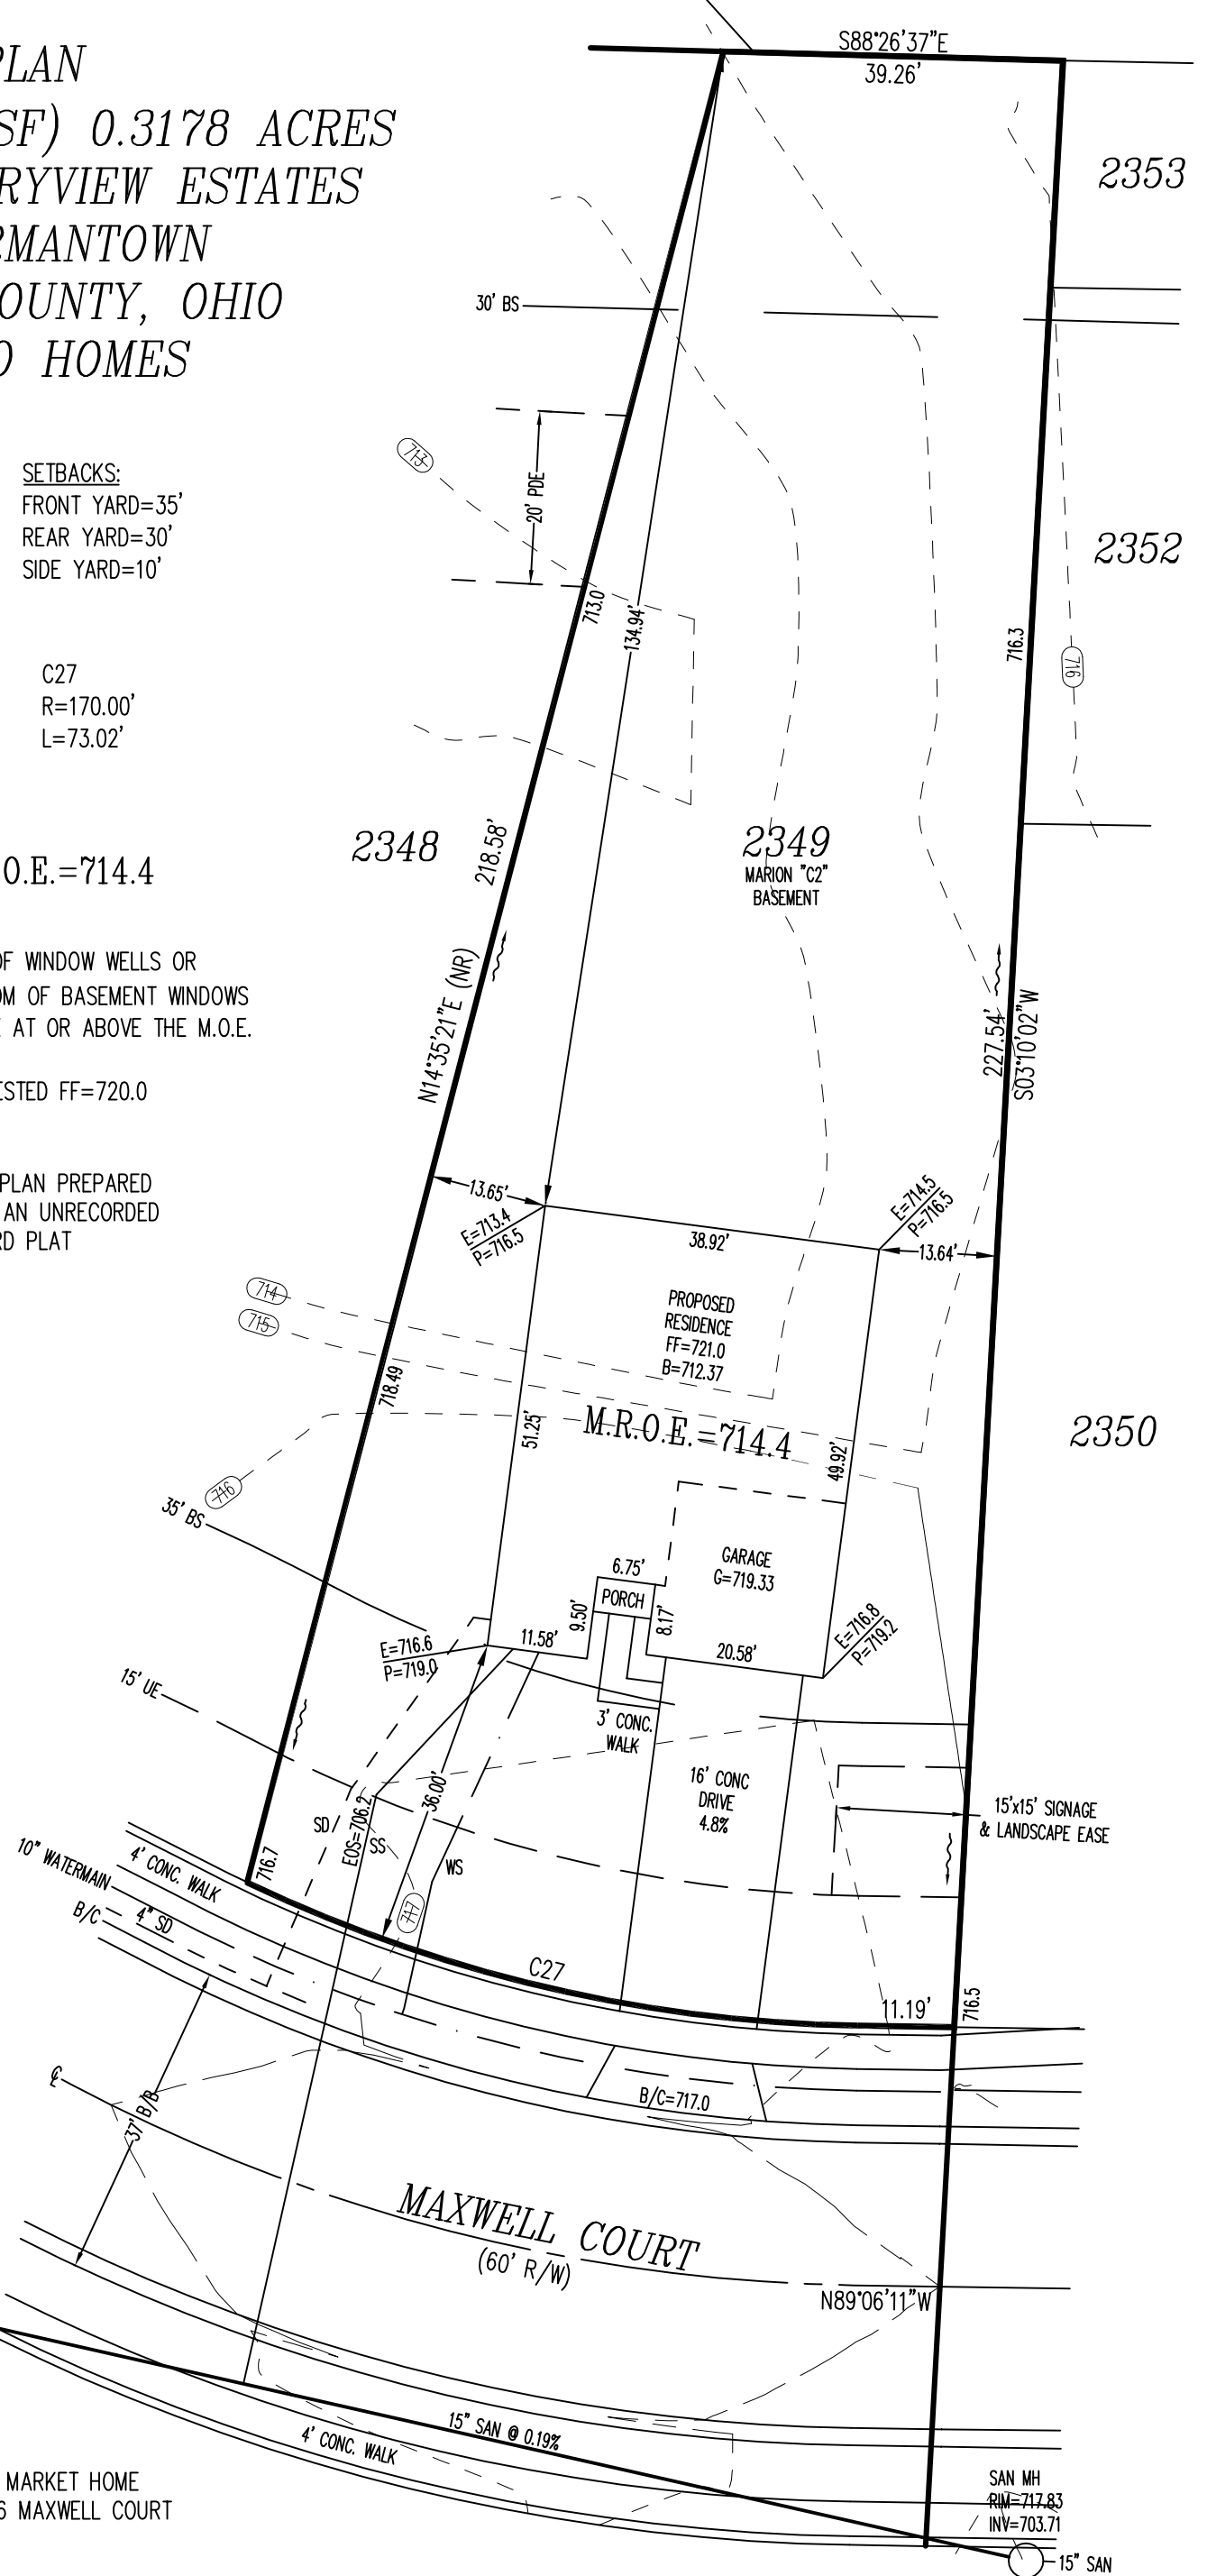 PLAN
SF) 0.3178 ACRES
RYVIEW ESTATES
RMANTOWN
OUNTY, OHIO
O HOMES
SETBACKS:
FRONT YARD=35'
REAR YARD=30'
SIDE YARD=10'
C27
R=170.00'
L=73.02'
O.E.=714.4
OF WINDOW WELLS OR
OM OF BASEMENT WINDOWS
E AT OR ABOVE THE M.O.E.
ESTED FF=720.0
PLAN PREPARED
AN UNRECORDED
RD PLAT
S88°26'37"E
39.26'
2353
30' BS
713
20' PDE
713.0
134.94'
2352
716.3
716
2348
218.58'
2349
MARION "C2"
BASEMENT
N14°35'21"E (NR)
227.54'
S03°10'02"W
13.65'
E=713.4
P=716.5
38.92'
E=714.5
P=716.5
13.64'
714
715
PROPOSED
RESIDENCE
FF=721.0
B=712.37
718.49
51.25'
M.R.O.E.=714.4
49.92'
2350
716
35' BS
GARAGE
G=719.33
6.75'
PORCH
9.50'
8.17'
11.58'
20.58'
E=716.6
P=719.0
E=716.8
P=719.2
15' UE
3' CONC.
WALK
16' CONC
DRIVE
4.8%
15'x15' SIGNAGE
& LANDSCAPE EASE
36.00'
SD
EOS=706.2
SS
WS
716.7
717
10" WATERMAIN
4' CONC. WALK
4" SD
B/C
C27
11.19'
716.5
B/C=717.0
37' B/B
MAXWELL COURT
(60' R/W)
N89°06'11"W
15" SAN @ 0.19%
4' CONC. WALK
MARKET HOME
6 MAXWELL COURT
SAN MH
RIM=717.83
INV=703.71
15" SAN